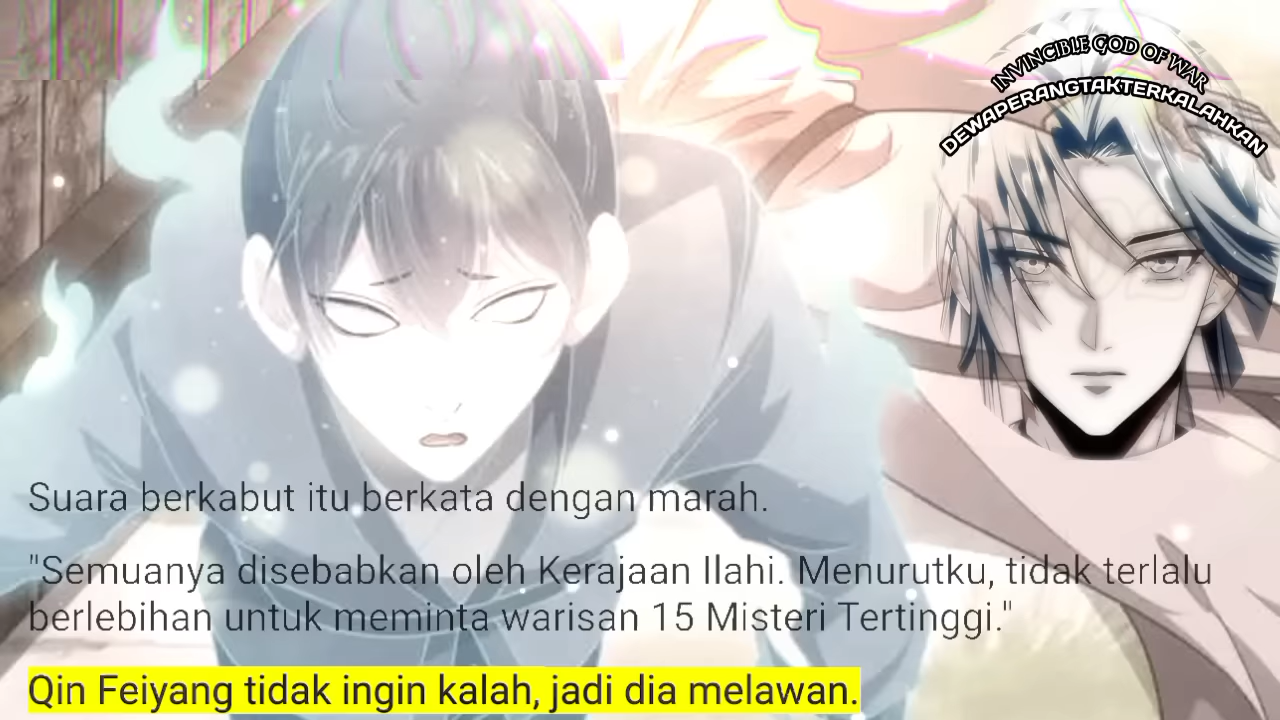 INVINCIBLE GOD OF WAR
DEWAPERANGTAKTERKALAHKAN
Suara berkabut itu berkata dengan marah.
"Semuanya disebabkan oleh Kerajaan Ilahi. Menurutku, tidak terlalu
berlebihan untuk meminta warisan 15 Misteri Tertinggi."
Qin Feiyang tidak ingin kalah, jadi dia melawan.